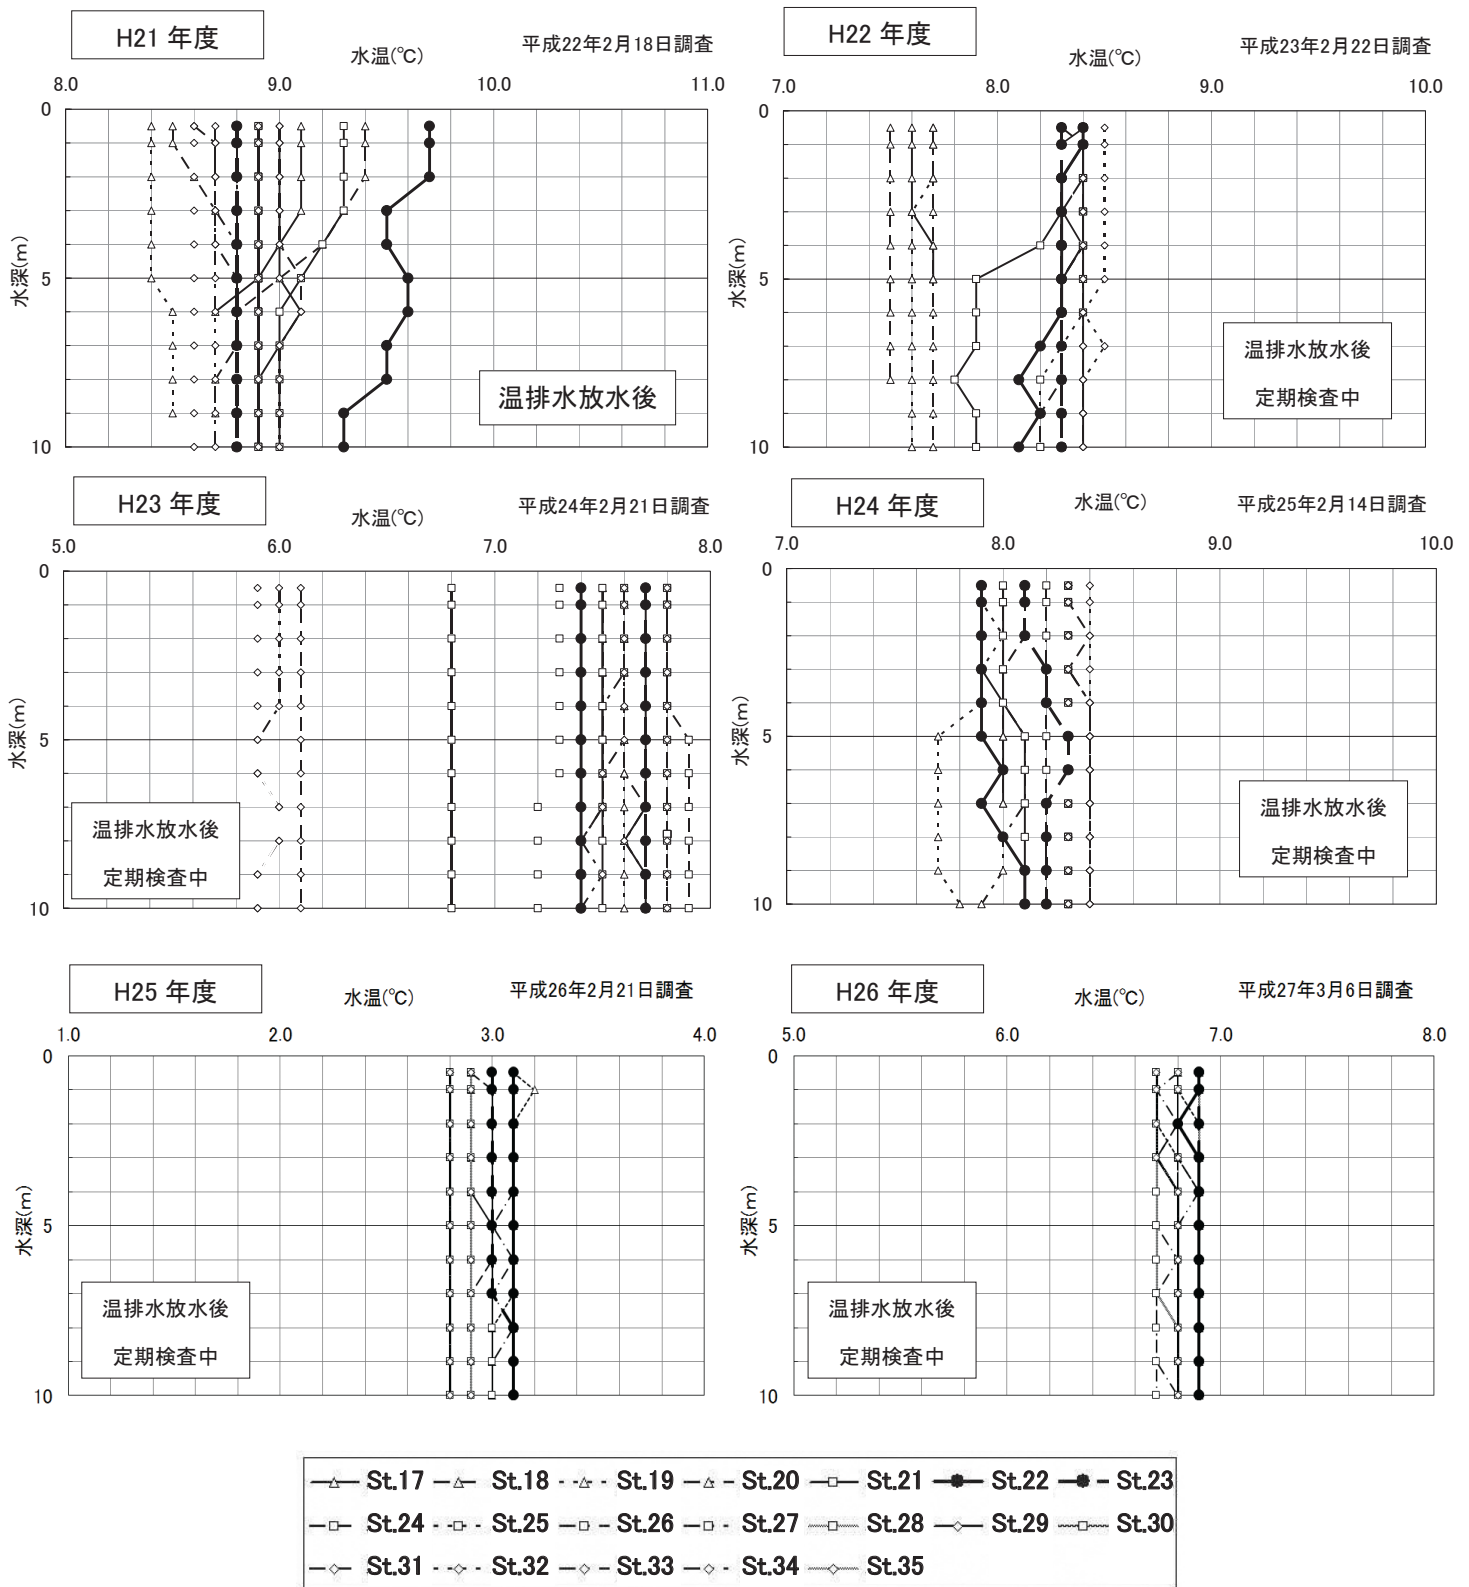 H21 年度
水温(℃)
平成22年2月18日調査
8.0 9.0 10.0 11.0
0
5
10
水深(m)
温排水放水後
H22 年度
水温(℃)
平成23年2月22日調査
7.0 8.0 9.0 10.0
0
5
10
水深(m)
温排水放水後
定期検査中
H23 年度
水温(℃)
平成24年2月21日調査
5.0 6.0 7.0 8.0
0
5
10
水深(m)
温排水放水後
定期検査中
H24 年度
水温(℃)
平成25年2月14日調査
7.0 8.0 9.0 10.0
0
5
10
水深(m)
温排水放水後
定期検査中
H25 年度
水温(℃)
平成26年2月21日調査
1.0 2.0 3.0 4.0
0
5
10
水深(m)
温排水放水後
定期検査中
H26 年度
水温(℃)
平成27年3月6日調査
5.0 6.0 7.0 8.0
0
5
10
水深(m)
温排水放水後
定期検査中
St.17 St.18 St.19 St.20 St.21 St.22 St.23
St.24 St.25 St.26 St.27 St.28 St.29 St.30
St.31 St.32 St.33 St.34 St.35